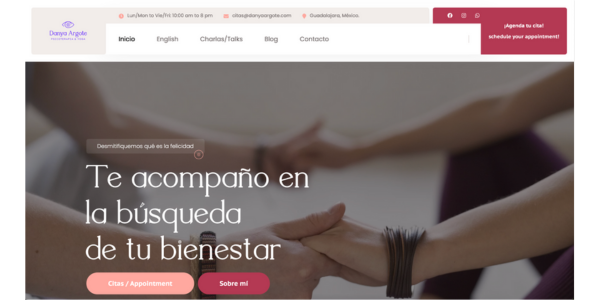 Danya Argote
Lun/Mon to Vie/Fri 10:00 am to 8 pm
citas@danyaargote.com
Guadalajara, México.
¡Agenda tu cita!
schedule your appointment!
Inicio
English
Charlas/Talks
Blog
Contacto
Desmitifiquemos qué es la felicidad
Te acompaño en
la búsqueda
de tu bienestar
Citas / Appointment
Sobre mí